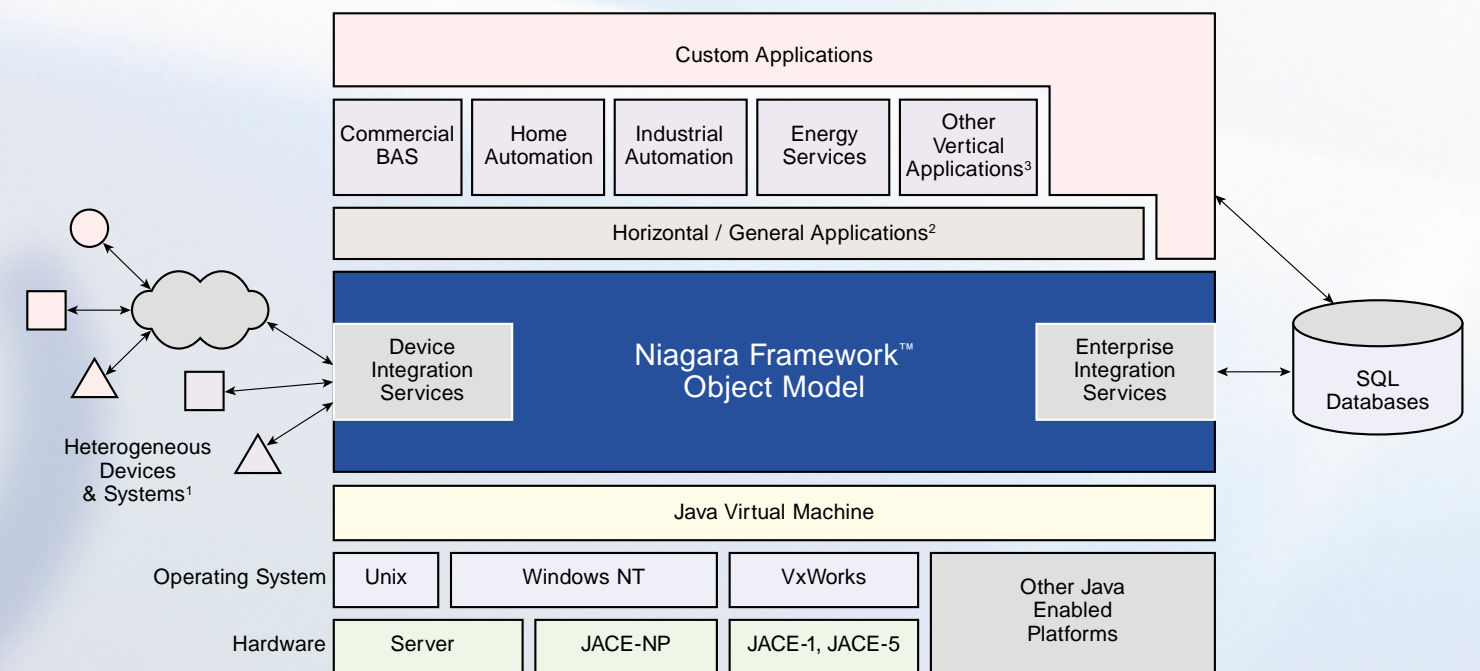 Custom Applications
Commercial
BAS
Home
Automation
Industrial
Automation
Energy
Services
Other
Vertical
Applications³
Horizontal / General Applications²
Device
Integration
Services
Niagara Framework™
Object Model
Enterprise
Integration
Services
SQL
Databases
Heterogeneous
Devices
& Systems¹
Java Virtual Machine
Operating System
Unix
Windows NT
VxWorks
Other Java
Enabled
Platforms
Hardware
Server
JACE-NP
JACE-1, JACE-5